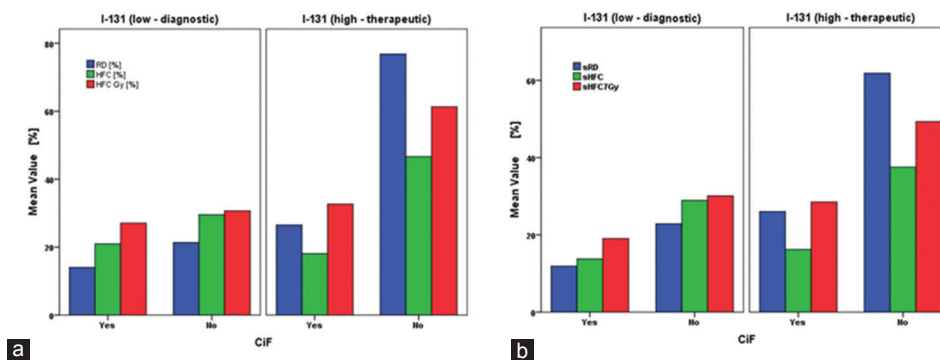 I-131 (low - diagnostic)
I-131 (high - therapeutic)
80
60
40
20
0
Mean Value [%]
RD [%]
HFC [%]
HFC Gy [%]
Yes
No
Yes
No
CiF
a
I-131 (low - diagnostic)
I-131 (high - therapeutic)
60
40
20
0
Mean Value [%]
sRD
sHFC
sHFC7Gy
Yes
No
Yes
No
CiF
b